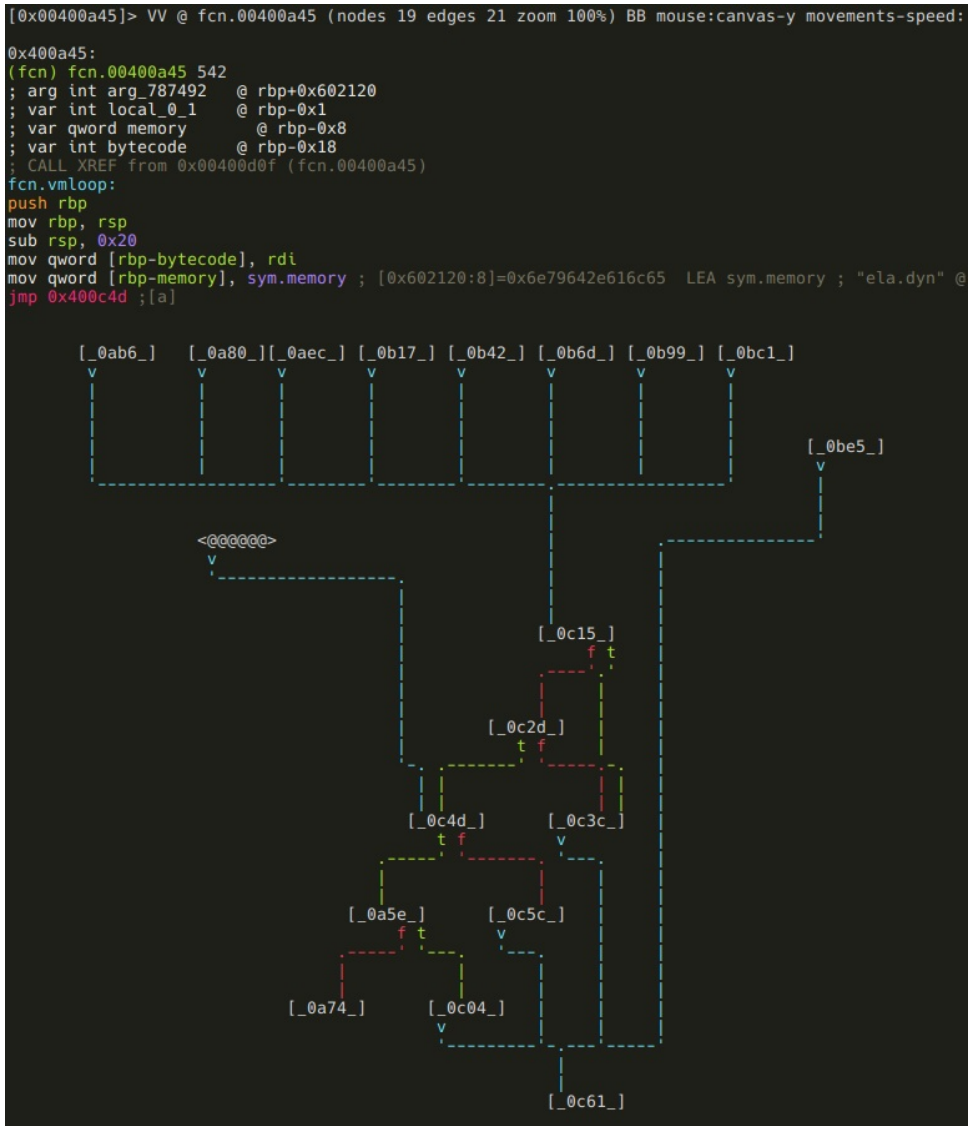 [0x00400a45]> VV @ fcn.00400a45 (nodes 19 edges 21 zoom 100%) BB mouse:canvas-y movements-speed:
0x400a45:
(fcn) fcn.00400a45 542
; arg int arg_787492   @ rbp+0x602120
; var int local_0_1    @ rbp-0x1
; var qword memory       @ rbp-0x8
; var int bytecode     @ rbp-0x18
; CALL XREF from 0x00400d0f (fcn.00400a45)
fcn.vmloop:
push rbp
mov rbp, rsp
sub rsp, 0x20
mov qword [rbp-bytecode], rdi
mov qword [rbp-memory], sym.memory ; [0x602120:8]=0x6e79642e616c65  LEA sym.memory ; "ela.dyn" @
jmp 0x400c4d ;[a]
[_0ab6_]   [_0a80_][_0aec_] [_0b17_] [_0b42_] [_0b6d_] [_0b99_] [_0bc1_]
v v v v v v v v
[_0be5_]
v
<@@@@@@>
v
[_0c15_]
f t
[_0c2d_]
t f
[_0c4d_] [_0c3c_]
t f v
[_0a5e_] [_0c5c_]
f t v
[_0a74_] [_0c04_]
v
[_0c61_]